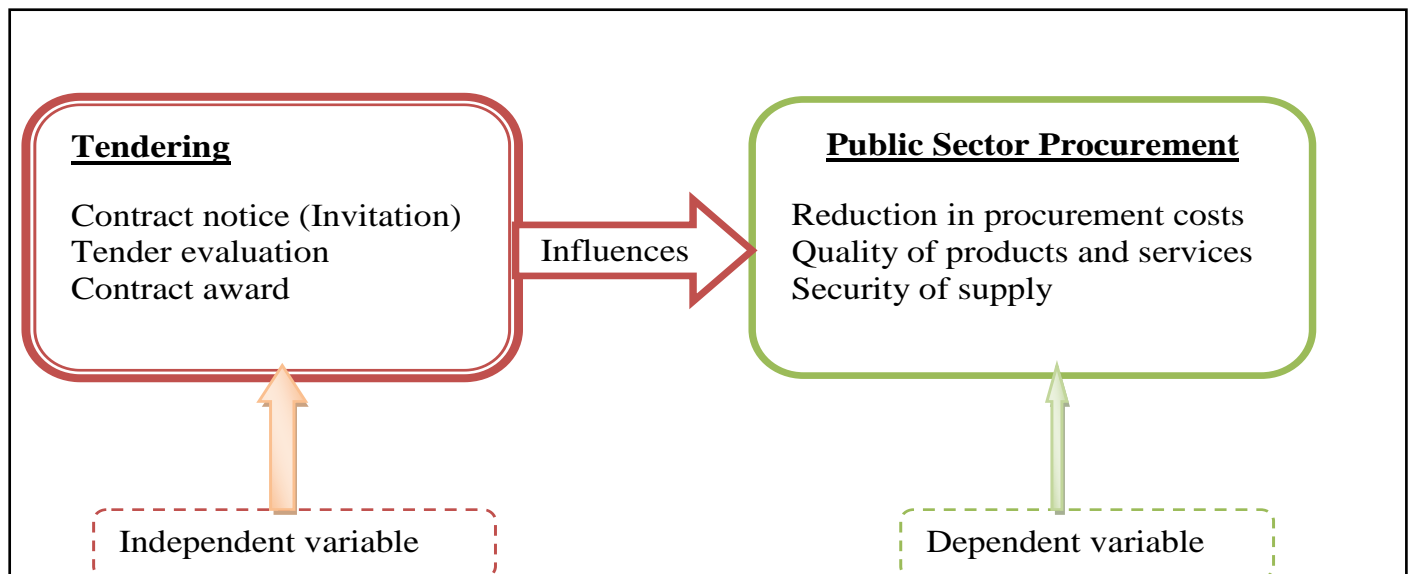 Tendering
Contract notice (Invitation)
Tender evaluation
Contract award
Influences
Public Sector Procurement
Reduction in procurement costs
Quality of products and services
Security of supply
Independent variable
Dependent variable